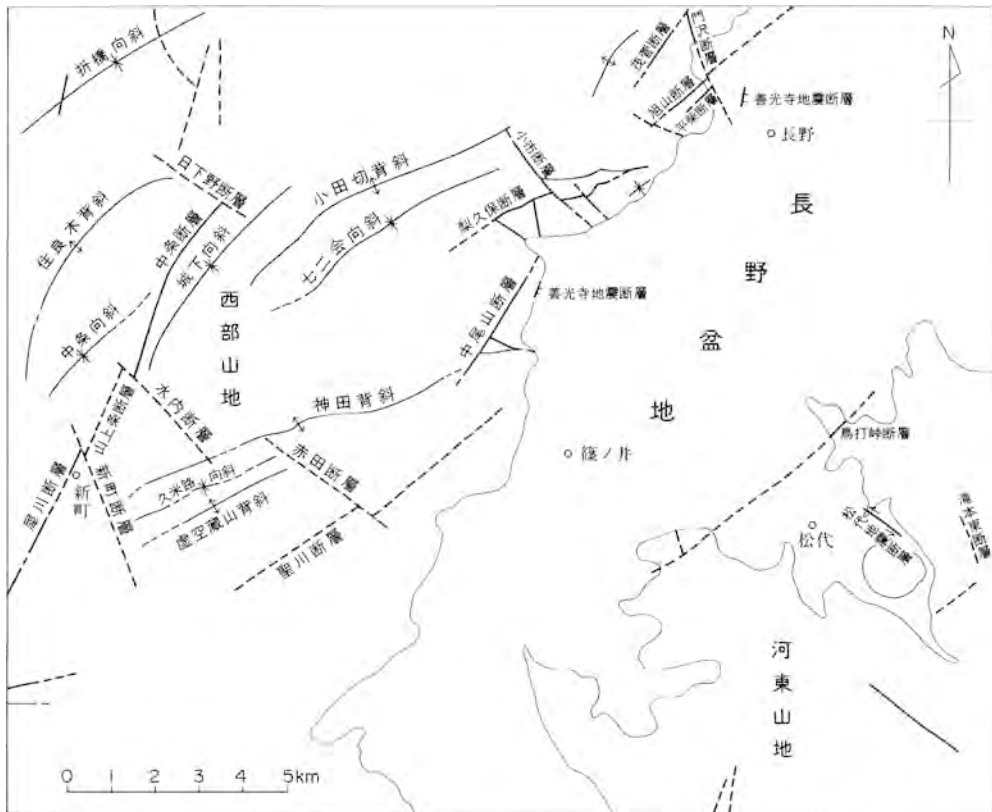 折橋向斜
茂菅断層
門沢断層
旭山断層
平柴断層
善光寺地震断層
長野
N
小市断層
小田切背斜
日下野断層
梨久保断層
住良木背斜
中条断層
城下向斜
七二会向斜
長野盆地
西部山地
善光寺地震断層
中尾山断層
中条向斜
神田背斜
水内断層
山上条断層
鳥打峠断層
赤田断層
篠ノ井
久米路向斜
新町断層
新町
犀川断層
虚空蔵山背斜
聖川断層
松代
松代地震断層
滝本東断層
河東山地
0 1 2 3 4 5km